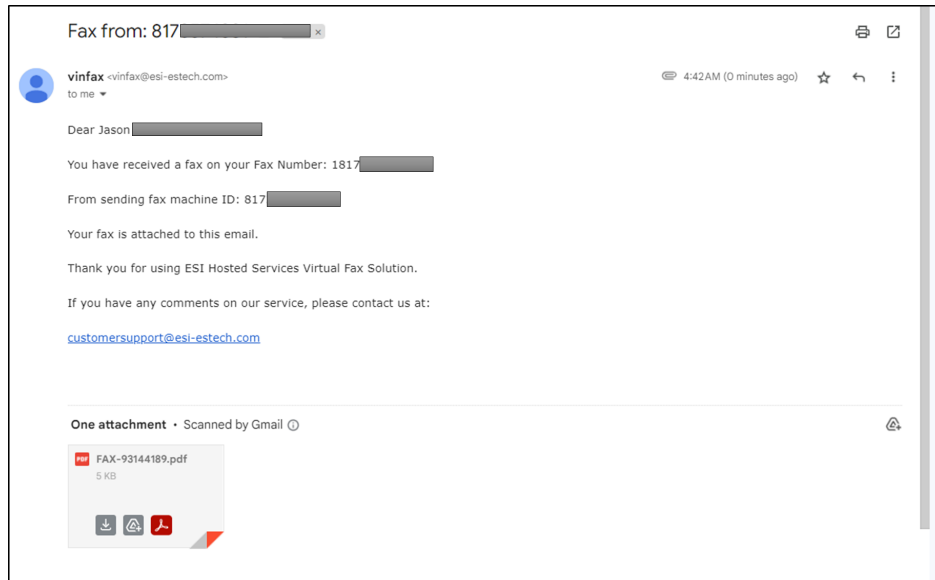 Fax from: 817
vinfax <vinfax@esi-estech.com>
4:42 AM (0 minutes ago)
to me
Dear Jason
You have received a fax on your Fax Number: 1817
From sending fax machine ID: 817
Your fax is attached to this email.
Thank you for using ESI Hosted Services Virtual Fax Solution.
If you have any comments on our service, please contact us at:
customersupport@esi-estech.com
One attachment • Scanned by Gmail
PDF FAX-93144189.pdf
5 KB